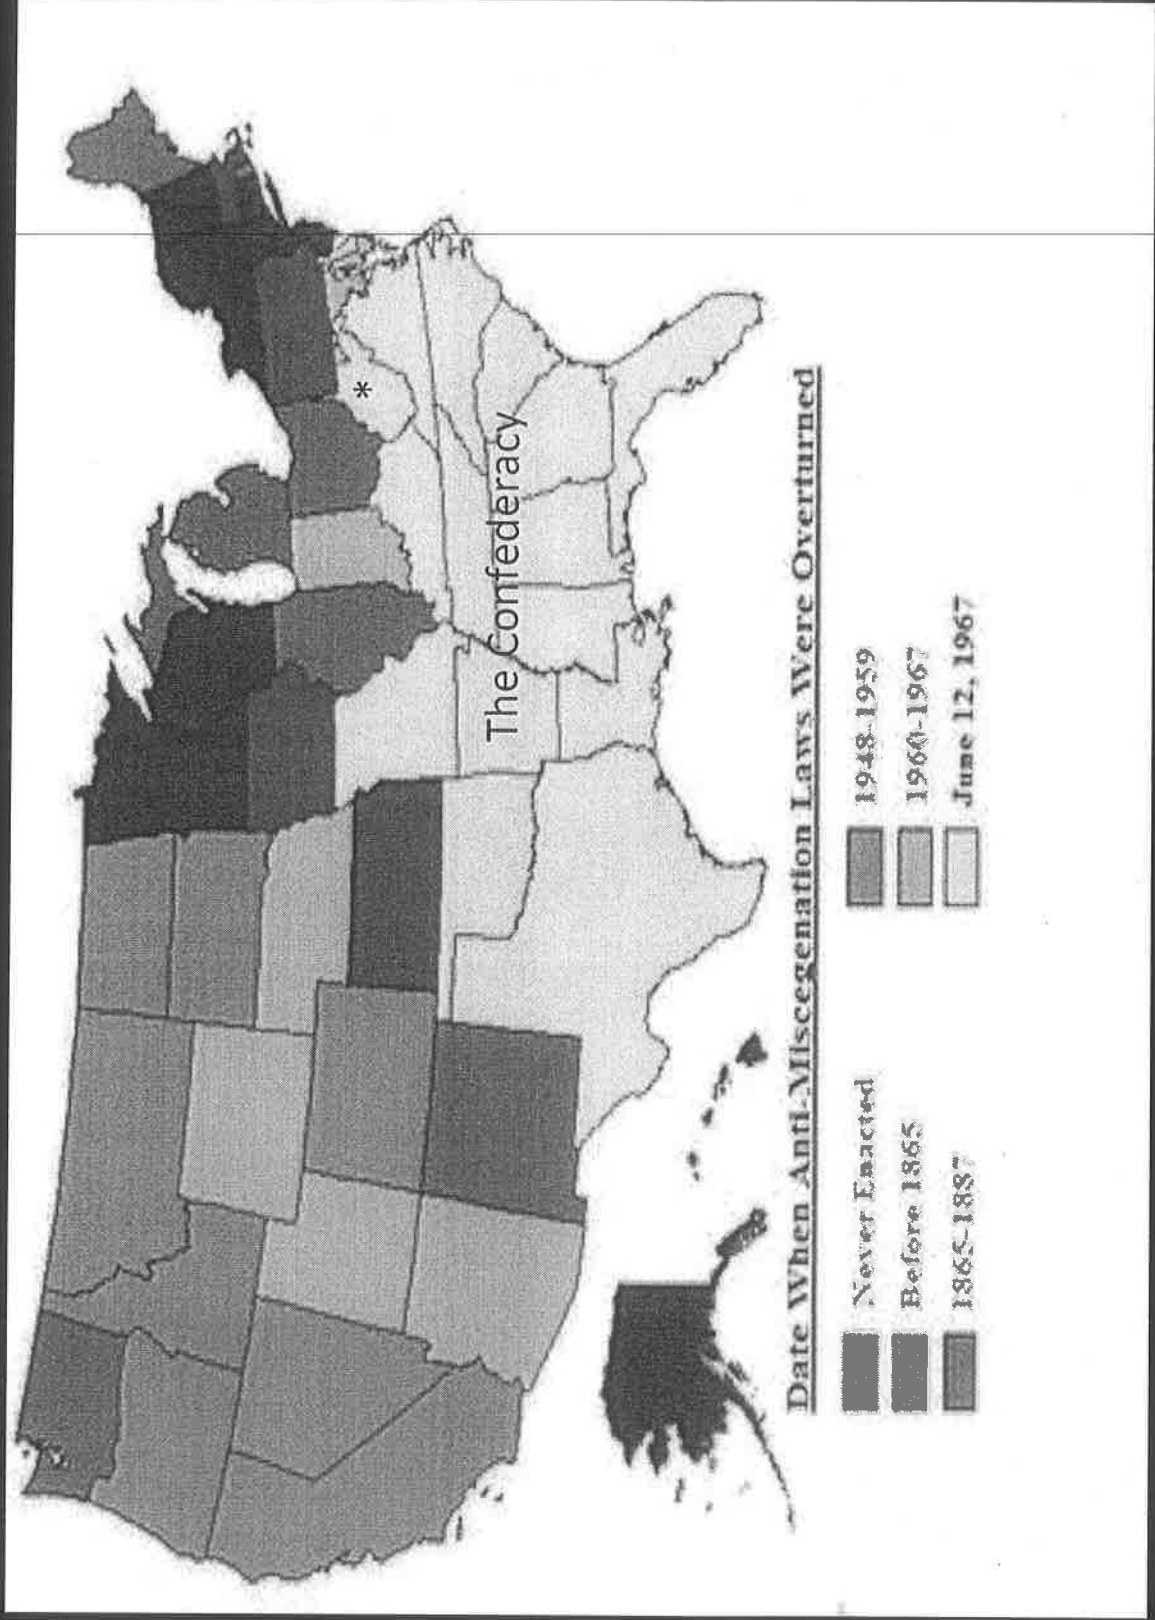 *
The Confederacy
Date When Anti-Miscegenation Laws Were Overturned
Never Enacted
Before 1865
1865-1887
1948-1959
1960-1967
June 12, 1967